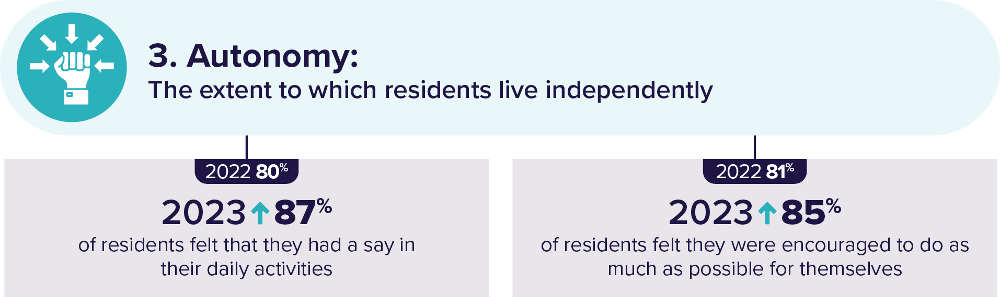 3. Autonomy:
The extent to which residents live independently
2022 80%
2023 87%
of residents felt that they had a say in
their daily activities
2022 81%
2023 85%
of residents felt they were encouraged to do as
much as possible for themselves